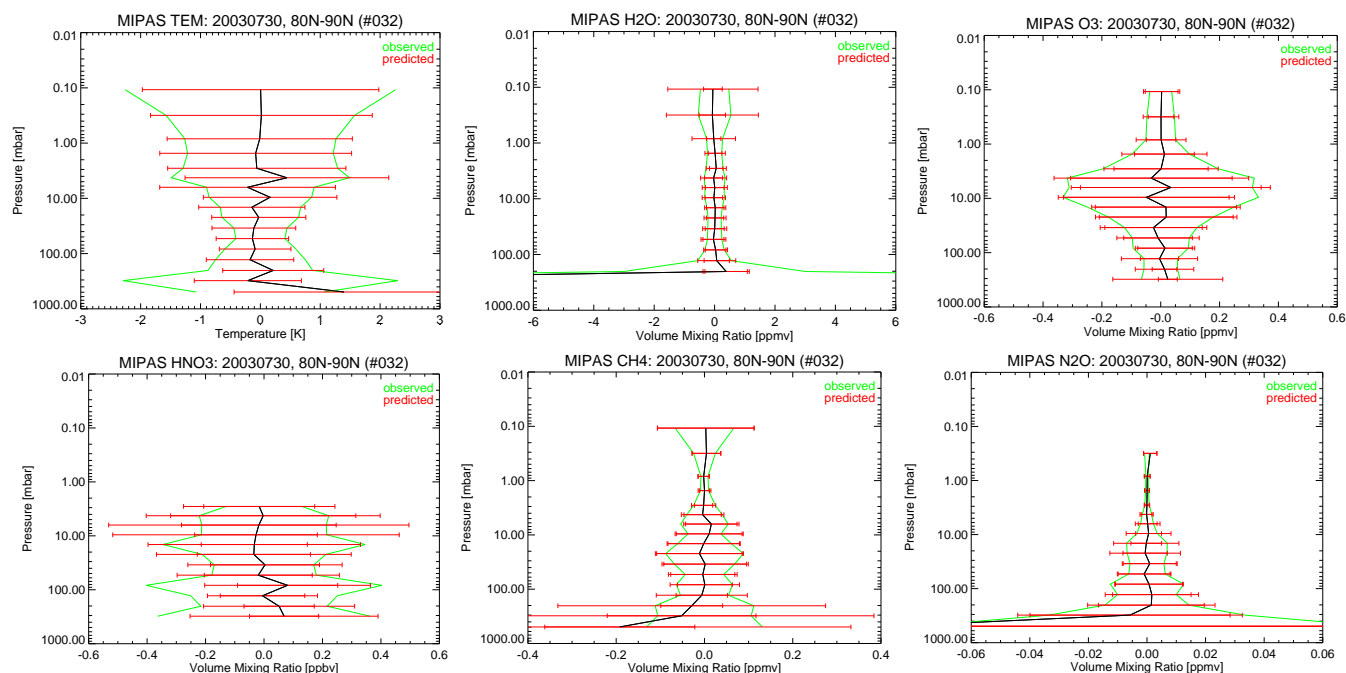 MIPAS TEM: 20030730, 80N-90N (#032)
observed
predicted
0.01
0.10
1.00
10.00
100.00
1000.00
Pressure [mbar]
-3 -2 -1 0 1 2 3
Temperature [K]
MIPAS H2O: 20030730, 80N-90N (#032)
observed
predicted
0.01
0.10
1.00
10.00
100.00
1000.00
Pressure [mbar]
-6 -4 -2 0 2 4 6
Volume Mixing Ratio [ppmv]
MIPAS O3: 20030730, 80N-90N (#032)
observed
predicted
0.01
0.10
1.00
10.00
100.00
1000.00
Pressure [mbar]
-0.6 -0.4 -0.2 0.0 0.2 0.4 0.6
Volume Mixing Ratio [ppmv]
MIPAS HNO3: 20030730, 80N-90N (#032)
observed
predicted
0.01
0.10
1.00
10.00
100.00
1000.00
Pressure [mbar]
-0.6 -0.4 -0.2 0.0 0.2 0.4 0.6
Volume Mixing Ratio [ppbv]
MIPAS CH4: 20030730, 80N-90N (#032)
observed
predicted
0.01
0.10
1.00
10.00
100.00
1000.00
Pressure [mbar]
-0.4 -0.2 0.0 0.2 0.4
Volume Mixing Ratio [ppmv]
MIPAS N2O: 20030730, 80N-90N (#032)
observed
predicted
0.01
0.10
1.00
10.00
100.00
1000.00
Pressure [mbar]
-0.06 -0.04 -0.02 0.00 0.02 0.04 0.06
Volume Mixing Ratio [ppmv]